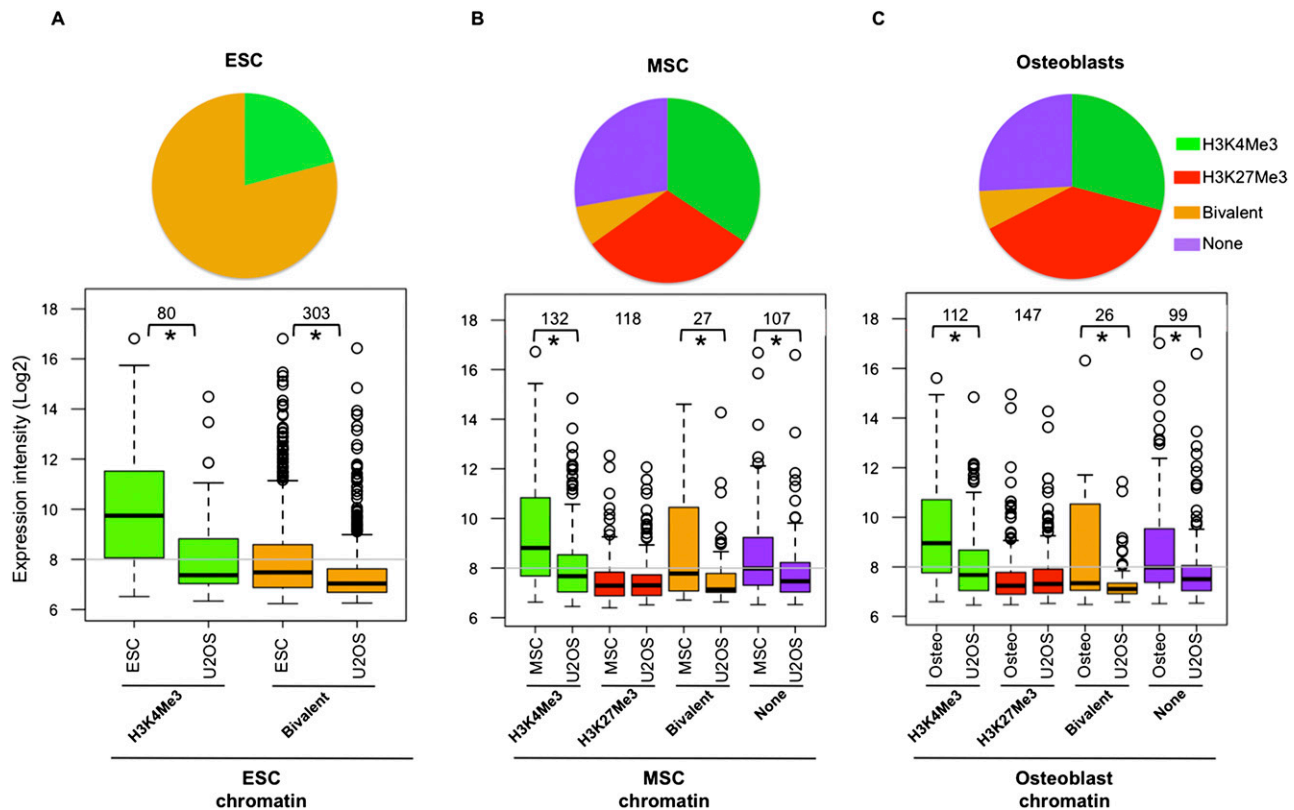 A
B
C
ESC
MSC
Osteoblasts
H3K4Me3
H3K27Me3
Bivalent
None
Expression intensity (Log2)
18
16
14
12
10
8
6
80
*
303
*
ESC
U2OS
ESC
U2OS
H3K4Me3
Bivalent
ESC
chromatin
18
16
14
12
10
8
6
132
*
118
27
*
107
*
MSC
U2OS
MSC
U2OS
MSC
U2OS
MSC
U2OS
H3K4Me3
H3K27Me3
Bivalent
None
MSC
chromatin
18
16
14
12
10
8
6
112
*
147
26
*
99
*
Osteo
U2OS
Osteo
U2OS
Osteo
U2OS
Osteo
U2OS
H3K4Me3
H3K27Me3
Bivalent
None
Osteoblast
chromatin